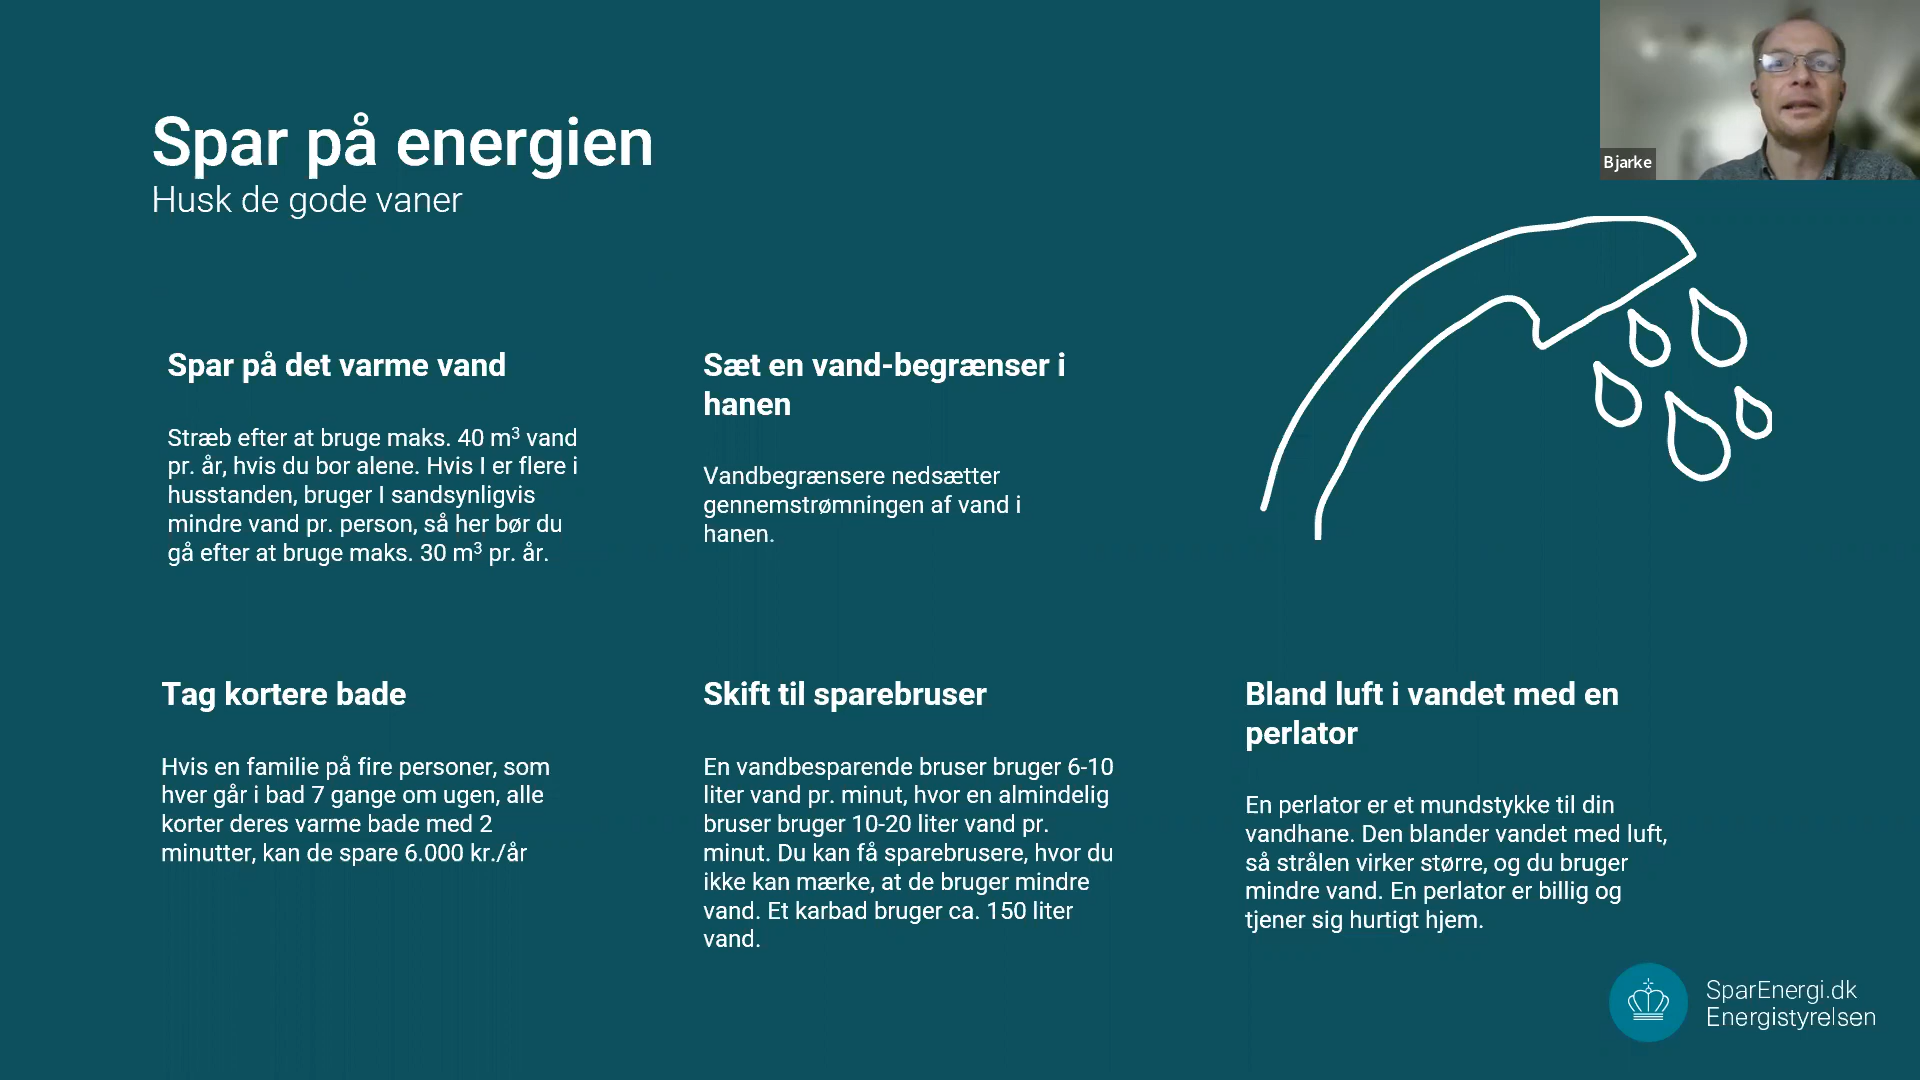 Spar på energien
Husk de gode vaner
Bjarke
Spar på det varme vand
Stræb efter at bruge maks. 40 m³ vand
pr. år, hvis du bor alene. Hvis I er flere i
husstanden, bruger I sandsynligvis
mindre vand pr. person, så her bør du
gå efter at bruge maks. 30 m³ pr. år.
Sæt en vand-begrænser i
hanen
Vandbegrænsere nedsætter
gennemstrømningen af vand i
hanen.
Tag kortere bade
Hvis en familie på fire personer, som
hver går i bad 7 gange om ugen, alle
korter deres varme bade med 2
minutter, kan de spare 6.000 kr./år
Skift til sparebruser
En vandbesparende bruser bruger 6-10
liter vand pr. minut, hvor en almindelig
bruser bruger 10-20 liter vand pr.
minut. Du kan få sparebrusere, hvor du
ikke kan mærke, at de bruger mindre
vand. Et karbad bruger ca. 150 liter
vand.
Bland luft i vandet med en
perlator
En perlator er et mundstykke til din
vandhane. Den blander vandet med luft,
så strålen virker større, og du bruger
mindre vand. En perlator er billig og
tjener sig hurtigt hjem.
SparEnergi.dk
Energistyrelsen